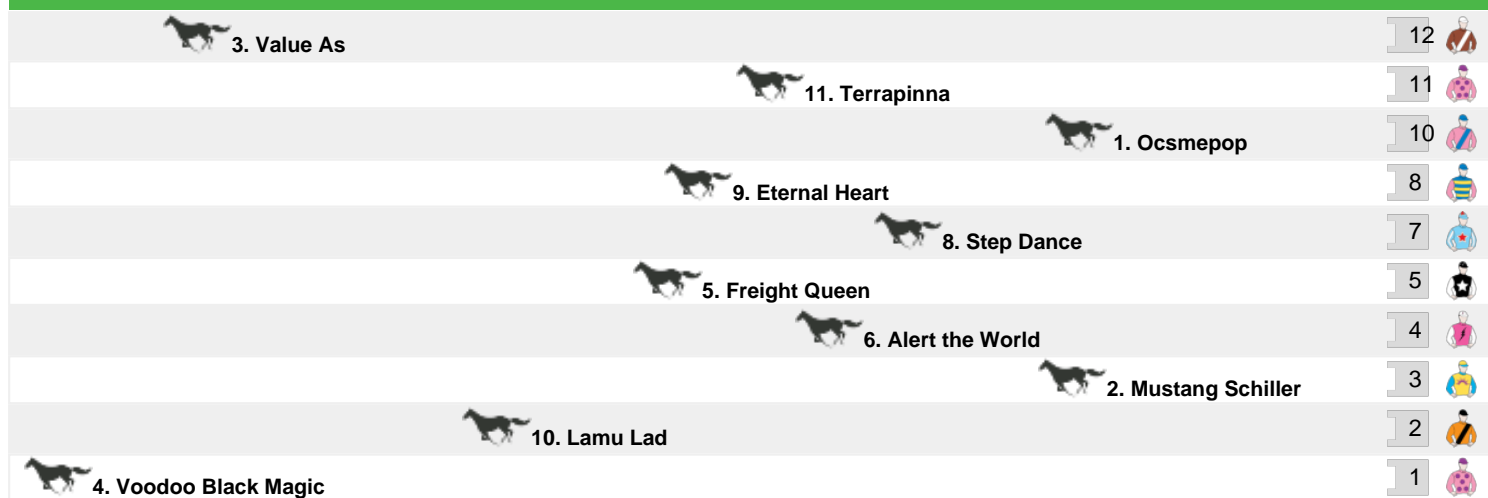 3. Value As 12
11. Terrapinna 11
1. Ocsmepop 10
9. Eternal Heart 8
8. Step Dance 7
5. Freight Queen 5
6. Alert the World 4
2. Mustang Schiller 3
10. Lamu Lad 2
4. Voodoo Black Magic 1